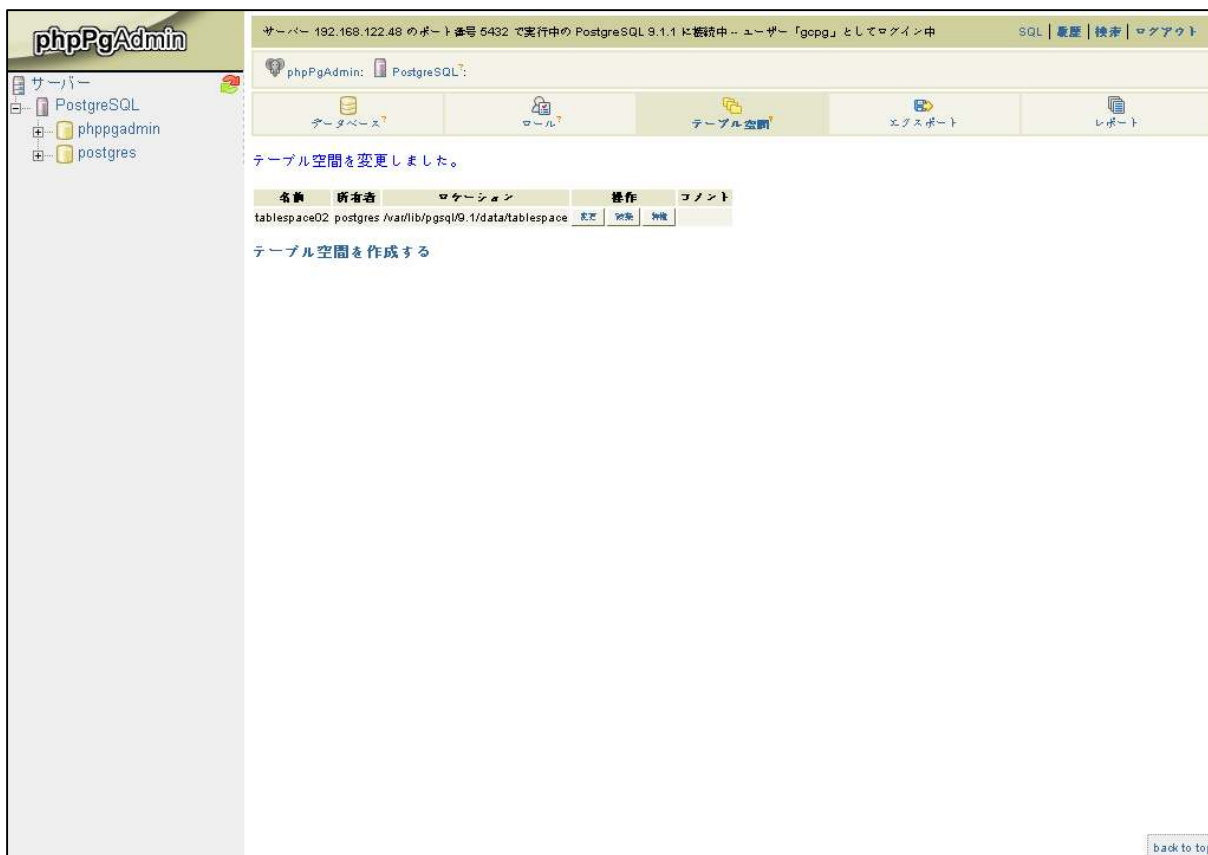 phpPgAdmin
サーバー
PostgreSQL
phppgadmin
postgres
サーバー 192.168.122.48 のポート番号 5432 で実行中の PostgreSQL 9.1.1 に接続中 -- ユーザー「gcpg」としてログイン中
SQL | 履歴 | 検索 | ログアウト
phpPgAdmin: PostgreSQL?:
データベース? ロール? テーブル空間? エクスポート レポート
テーブル空間を変更しました。
名前 所有者 ロケーション 操作 コメント
tablespace02 postgres /var/lib/pgsql/9.1/data/tablespace 変更 破棄 特権
テーブル空間を作成する
back to top